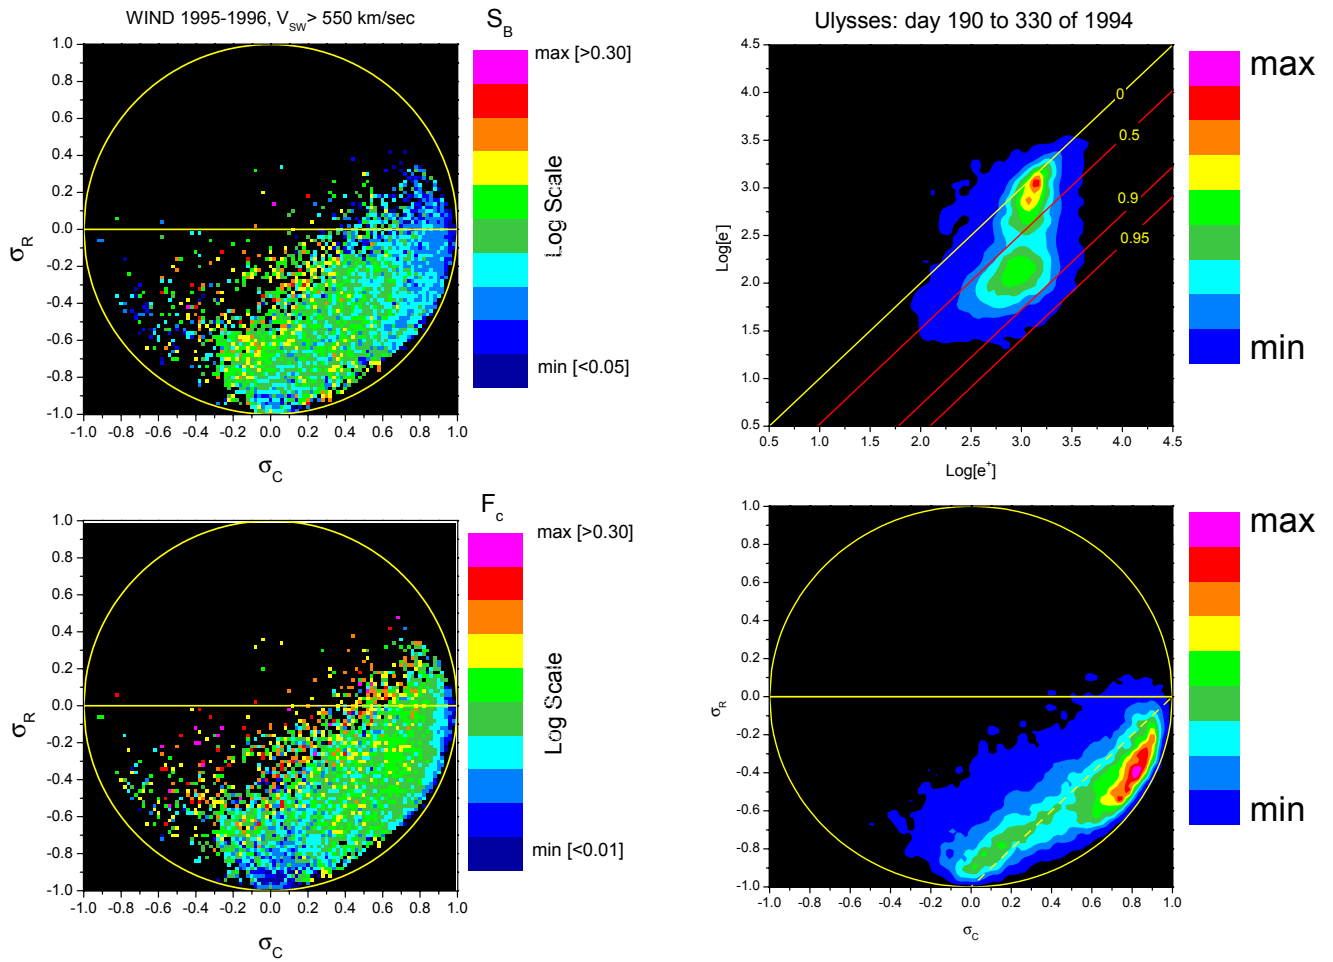 WIND 1995-1996, V_SW > 550 km/sec
S_B
max [>0.30]
Log Scale
min [<0.05]
1.0
0.8
0.6
0.4
0.2
0.0
-0.2
-0.4
-0.6
-0.8
-1.0
σ_R
-1.0 -0.8 -0.6 -0.4 -0.2 0.0 0.2 0.4 0.6 0.8 1.0
σ_C
Ulysses: day 190 to 330 of 1994
4.5
4.0
3.5
3.0
2.5
2.0
1.5
1.0
0.5
Log[e⁻]
0
0.5
0.9
0.95
0.5 1.0 1.5 2.0 2.5 3.0 3.5 4.0 4.5
Log[e⁺]
max
min
F_c
max [>0.30]
Log Scale
min [<0.01]
1.0
0.8
0.6
0.4
0.2
0.0
-0.2
-0.4
-0.6
-0.8
-1.0
σ_R
-1.0 -0.8 -0.6 -0.4 -0.2 0.0 0.2 0.4 0.6 0.8 1.0
σ_C
1.0
0.8
0.6
0.4
0.2
0.0
-0.2
-0.4
-0.6
-0.8
-1.0
σ_R
-1.0 -0.8 -0.6 -0.4 -0.2 0.0 0.2 0.4 0.6 0.8 1.0
σ_C
max
min